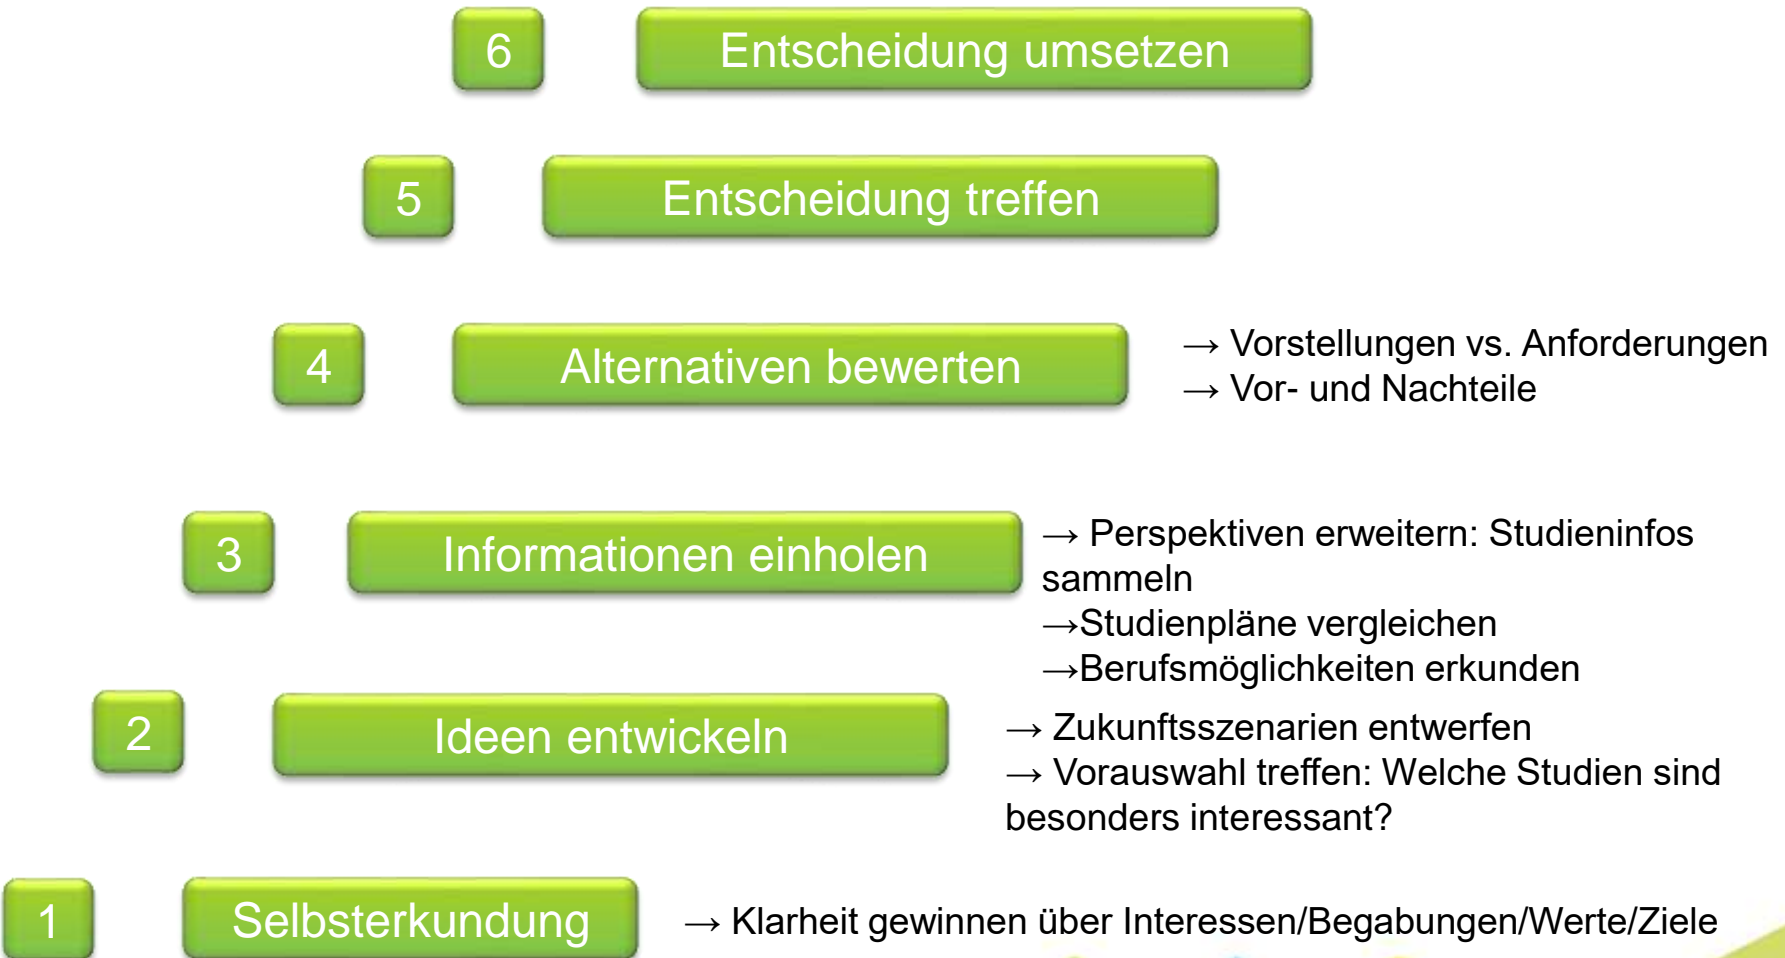 6 Entscheidung umsetzen
5 Entscheidung treffen
4 Alternativen bewerten
→ Vorstellungen vs. Anforderungen
→ Vor- und Nachteile
3 Informationen einholen
→ Perspektiven erweitern: Studieninfos
sammeln
→Studienpläne vergleichen
→Berufsmöglichkeiten erkunden
2 Ideen entwickeln
→ Zukunftsszenarien entwerfen
→ Vorauswahl treffen: Welche Studien sind
besonders interessant?
1 Selbsterkundung
→ Klarheit gewinnen über Interessen/Begabungen/Werte/Ziele